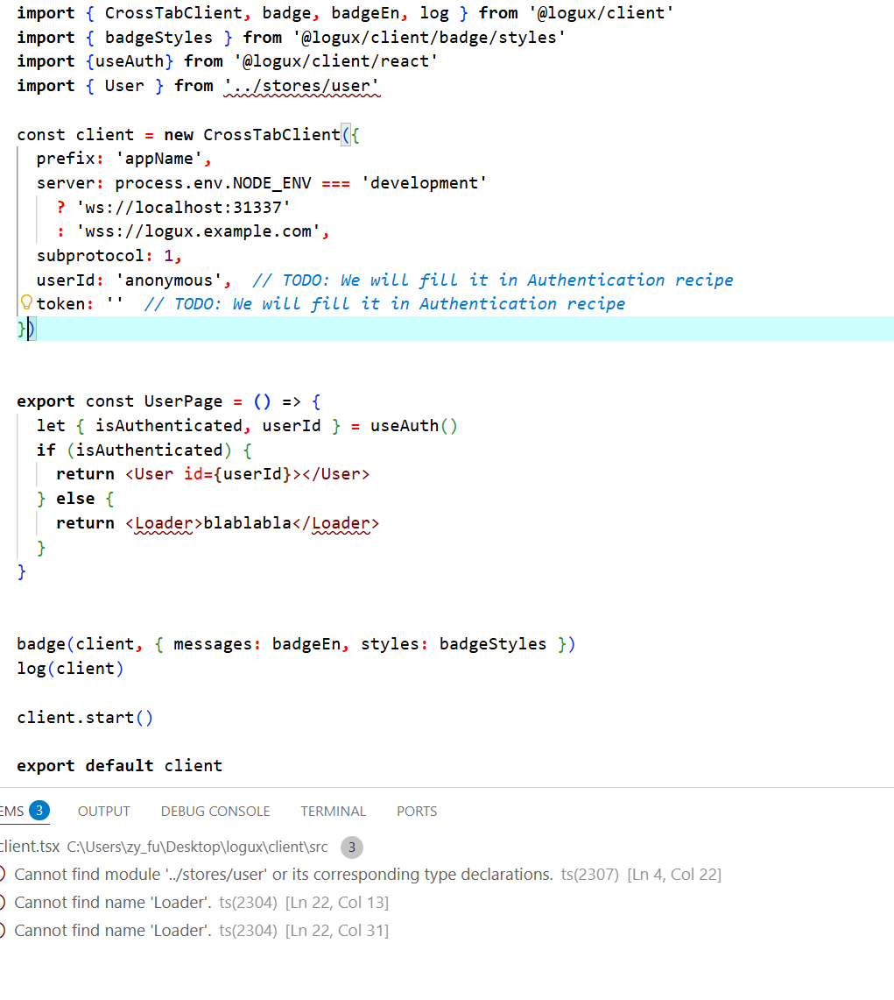 import { CrossTabClient, badge, badgeEn, log } from '@logux/client'
import { badgeStyles } from '@logux/client/badge/styles'
import {useAuth} from '@logux/client/react'
import { User } from '../stores/user'
const client = new CrossTabClient({
prefix: 'appName',
server: process.env.NODE_ENV === 'development'
? 'ws://localhost:31337'
: 'wss://logux.example.com',
subprotocol: 1,
userId: 'anonymous', // TODO: We will fill it in Authentication recipe
token: '' // TODO: We will fill it in Authentication recipe
})
export const UserPage = () => {
let { isAuthenticated, userId } = useAuth()
if (isAuthenticated) {
return <User id={userId}></User>
} else {
return <Loader>blablabla</Loader>
}
}
badge(client, { messages: badgeEn, styles: badgeStyles })
log(client)
client.start()
export default client
EMS 3 OUTPUT DEBUG CONSOLE TERMINAL PORTS
client.tsx C:\Users\zy_fu\Desktop\logux\client\src 3
Cannot find module '../stores/user' or its corresponding type declarations. ts(2307) [Ln 4, Col 22]
Cannot find name 'Loader'. ts(2304) [Ln 22, Col 13]
Cannot find name 'Loader'. ts(2304) [Ln 22, Col 31]